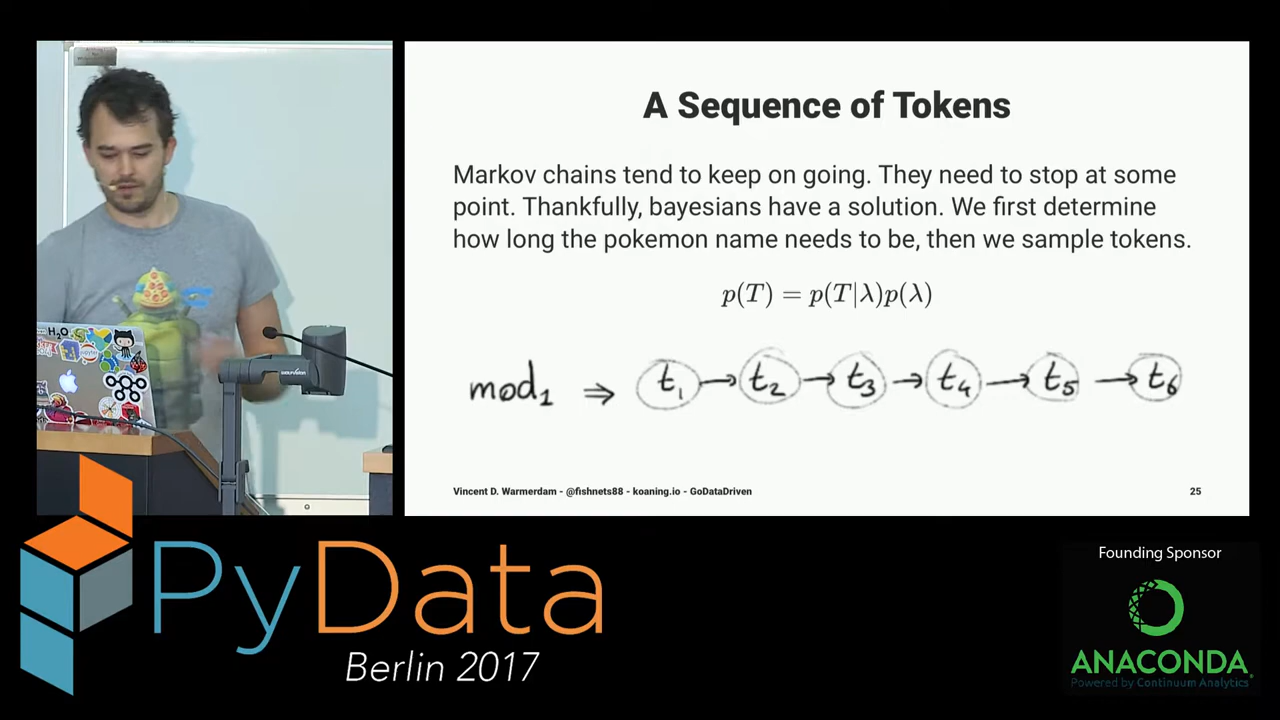 A Sequence of Tokens
Markov chains tend to keep on going. They need to stop at some
point. Thankfully, bayesians have a solution. We first determine
how long the pokemon name needs to be, then we sample tokens.
p(T) = p(T|λ)p(λ)
mod₁ ⇒ t₁ → t₂ → t₃ → t₄ → t₅ → t₆
Vincent D. Warmerdam - @fishnets88 - koaning.io - GoDataDriven
25
H₂O
jupyter
PyData
Berlin 2017
Founding Sponsor
ANACONDA
Powered by Continuum Analytics